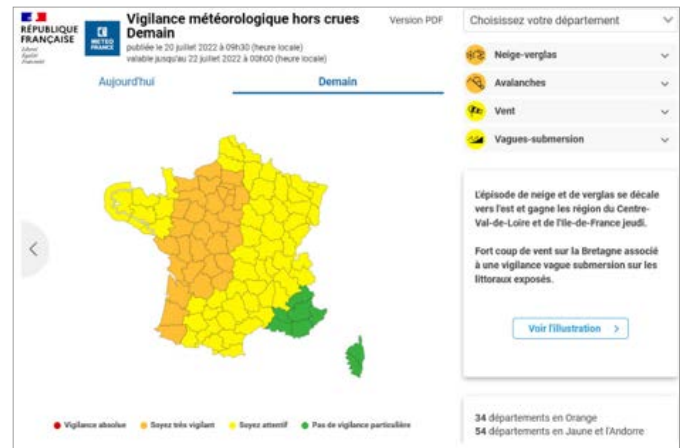 RÉPUBLIQUE
FRANÇAISE
Liberté
Égalité
Fraternité
METEO
FRANCE
Vigilance météorologique hors crues
Demain
publiée le 20 juillet 2022 à 09h30 (heure locale)
valable jusqu'au 22 juillet 2022 à 00h00 (heure locale)
Version PDF
Aujourd'hui
Demain
Vigilance absolue
Soyez très vigilant
Soyez attentif
Pas de vigilance particulière
Choisissez votre département
Neige-verglas
Avalanches
Vent
Vagues-submersion
L'épisode de neige et de verglas se décale
vers l'est et gagne les région du Centre-
Val-de-Loire et de l'Ile-de-France jeudi.
Fort coup de vent sur la Bretagne associé
à une vigilance vague submersion sur les
littoraux exposés.
Voir l'illustration
34 départements en Orange
54 départements en Jaune et l'Andorre